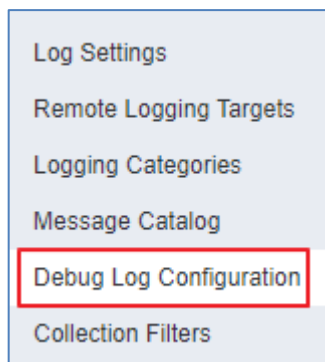 Log Settings
Remote Logging Targets
Logging Categories
Message Catalog
Debug Log Configuration
Collection Filters